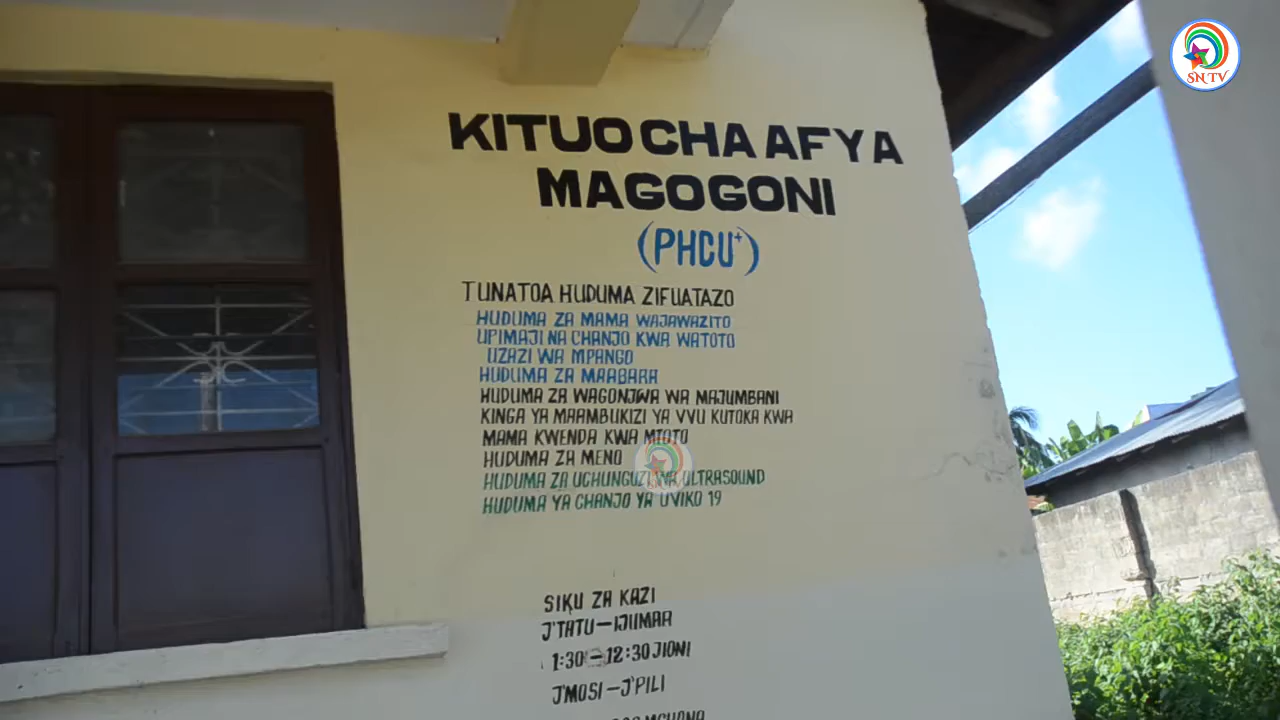 SN TV
KITUO CHA AFYA
MAGOGONI
(PHCU+)
TUNATOA HUDUMA ZIFUATAZO
HUDUMA ZA MAMA WAJAWAZITO
UPIMAJI NA CHANJO KWA WATOTO
UZAZI WA MPANGO
HUDUMA ZA MAABARA
HUDUMA ZA WAGONJWA WA MAJUMBANI
KINGA YA MAAMBUKIZI YA VVU KUTOKA KWA
MAMA KWENDA KWA MTOTO
HUDUMA ZA MENO
HUDUMA ZA UCHUNGUZI WA ULTRASOUND
HUDUMA YA CHANJO YA UVIKO 19
SIKU ZA KAZI
J'TATU-IJUMAA
1:30-12:30 JIONI
J'MOSI-J'PILI